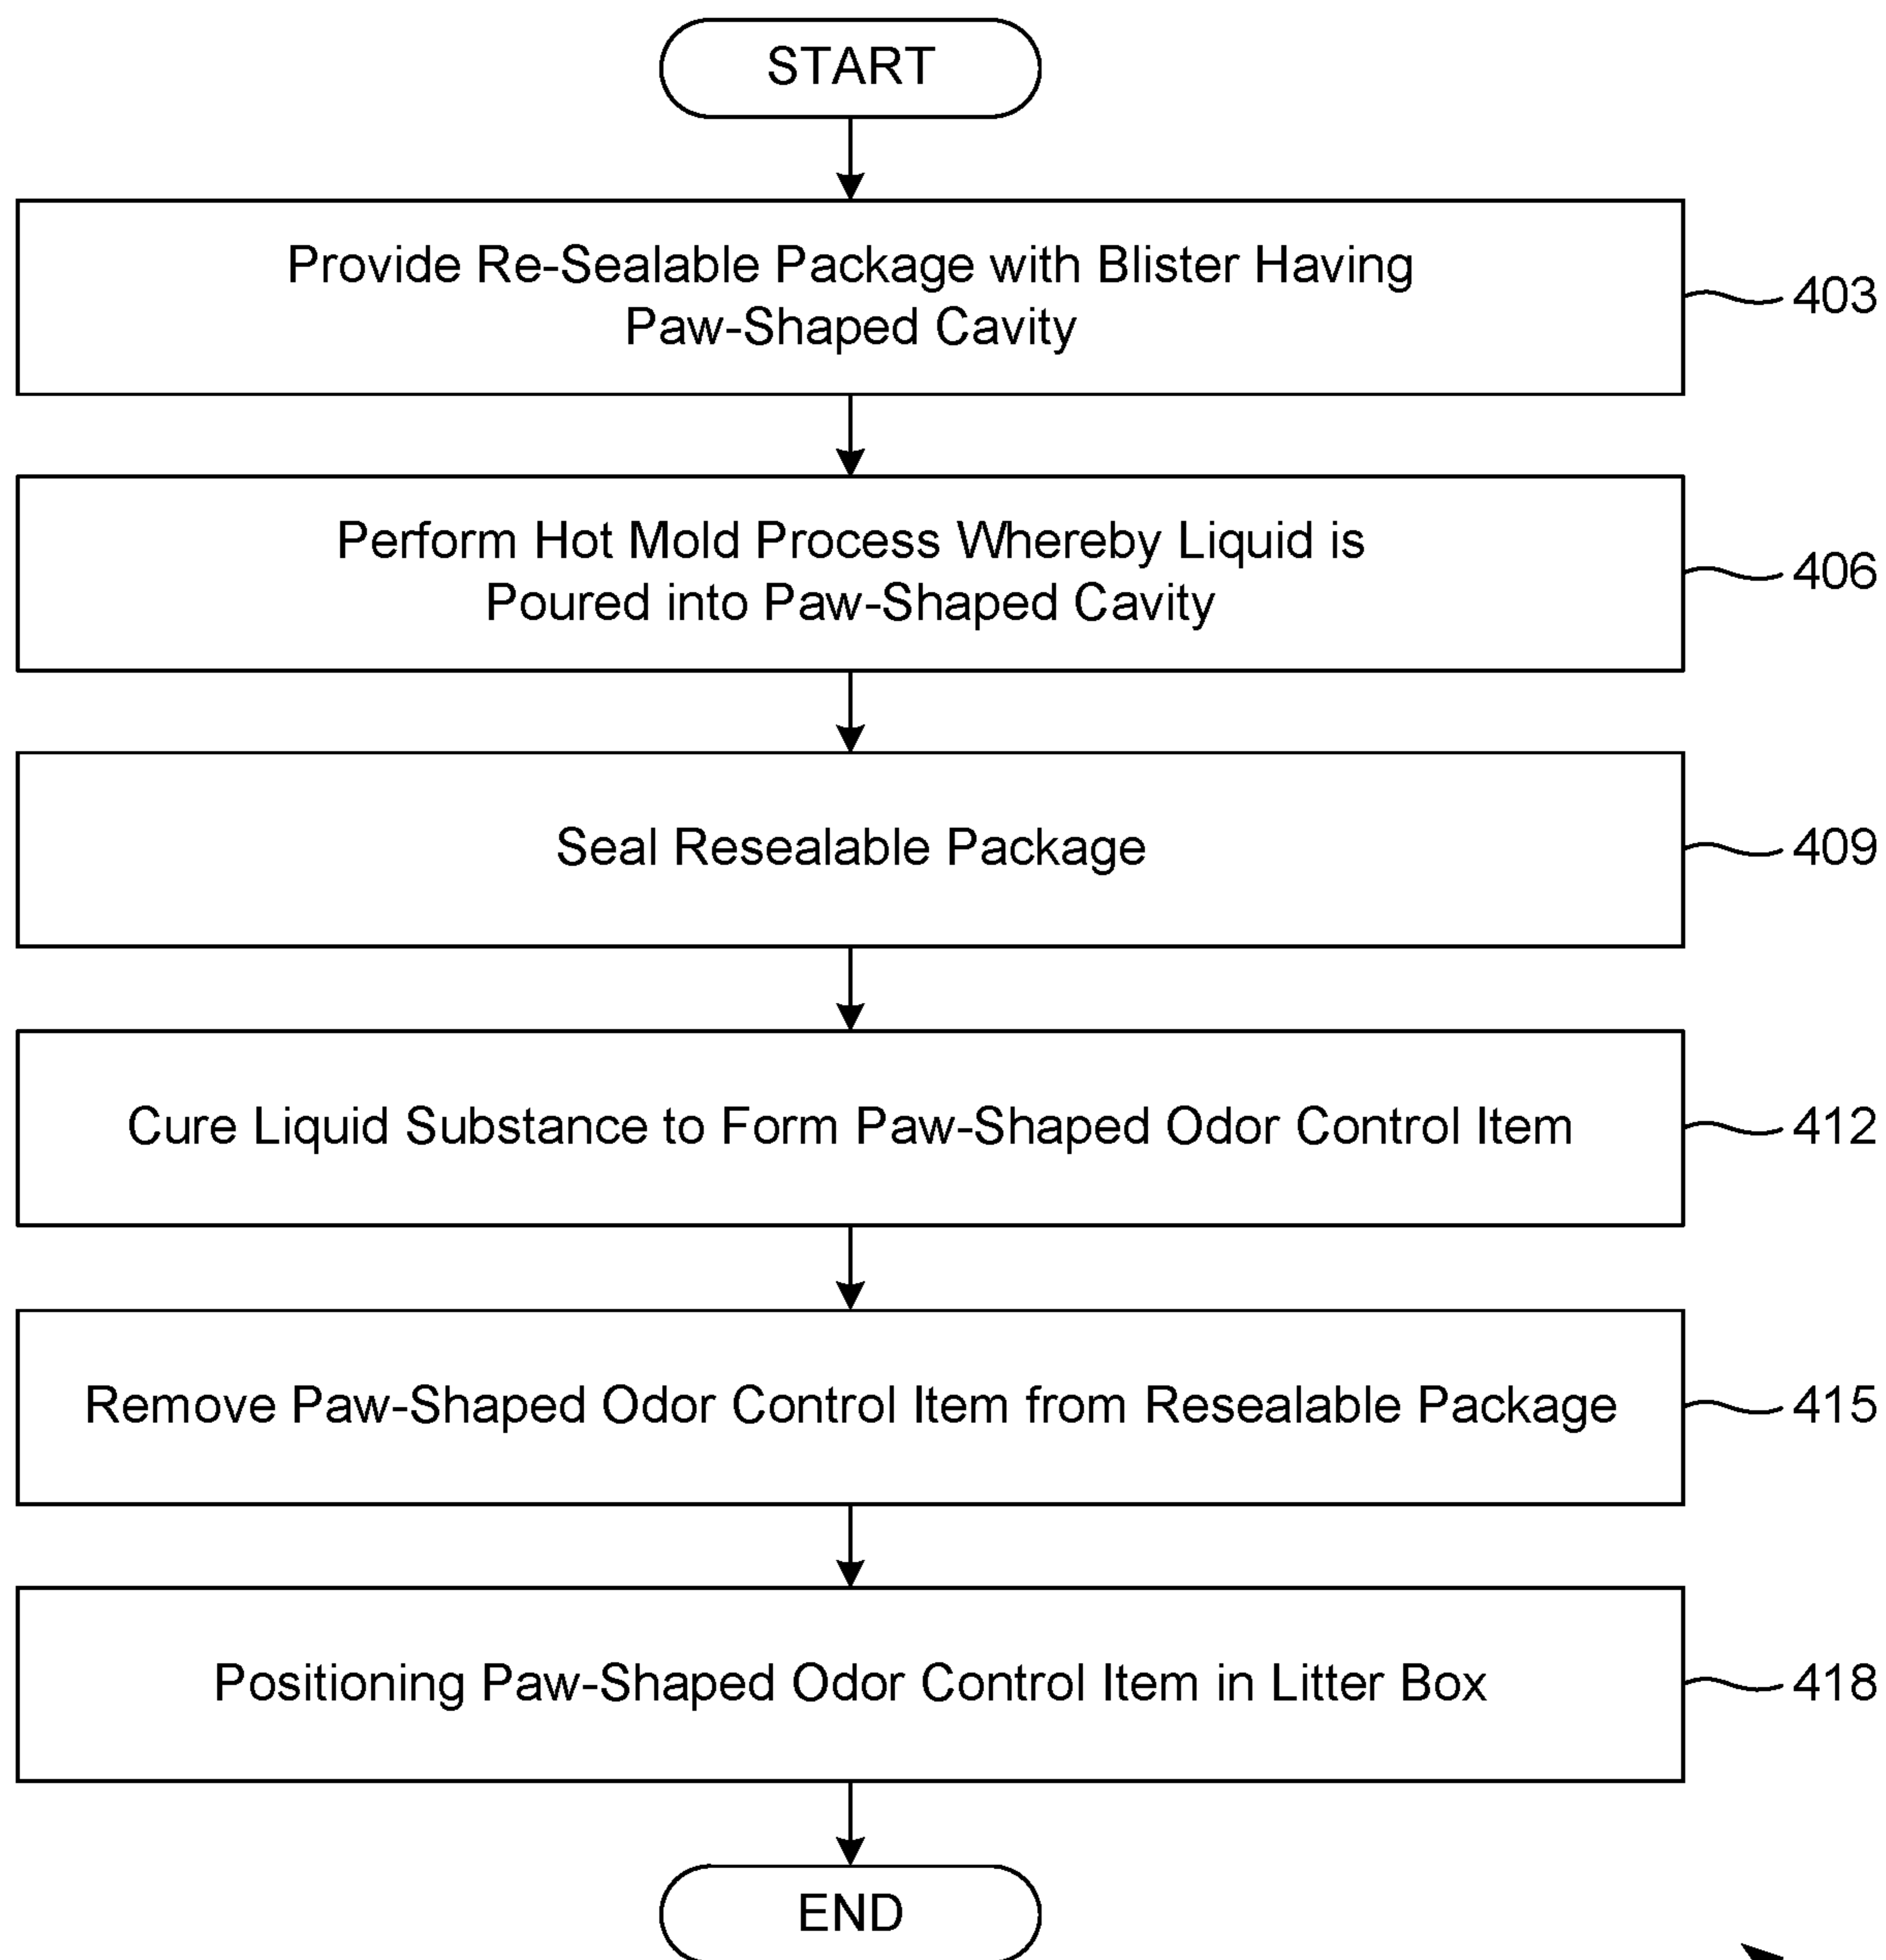 START
Provide Re-Sealable Package with Blister Having
Paw-Shaped Cavity
403
Perform Hot Mold Process Whereby Liquid is
Poured into Paw-Shaped Cavity
406
Seal Resealable Package
409
Cure Liquid Substance to Form Paw-Shaped Odor Control Item
412
Remove Paw-Shaped Odor Control Item from Resealable Package
415
Positioning Paw-Shaped Odor Control Item in Litter Box
418
END